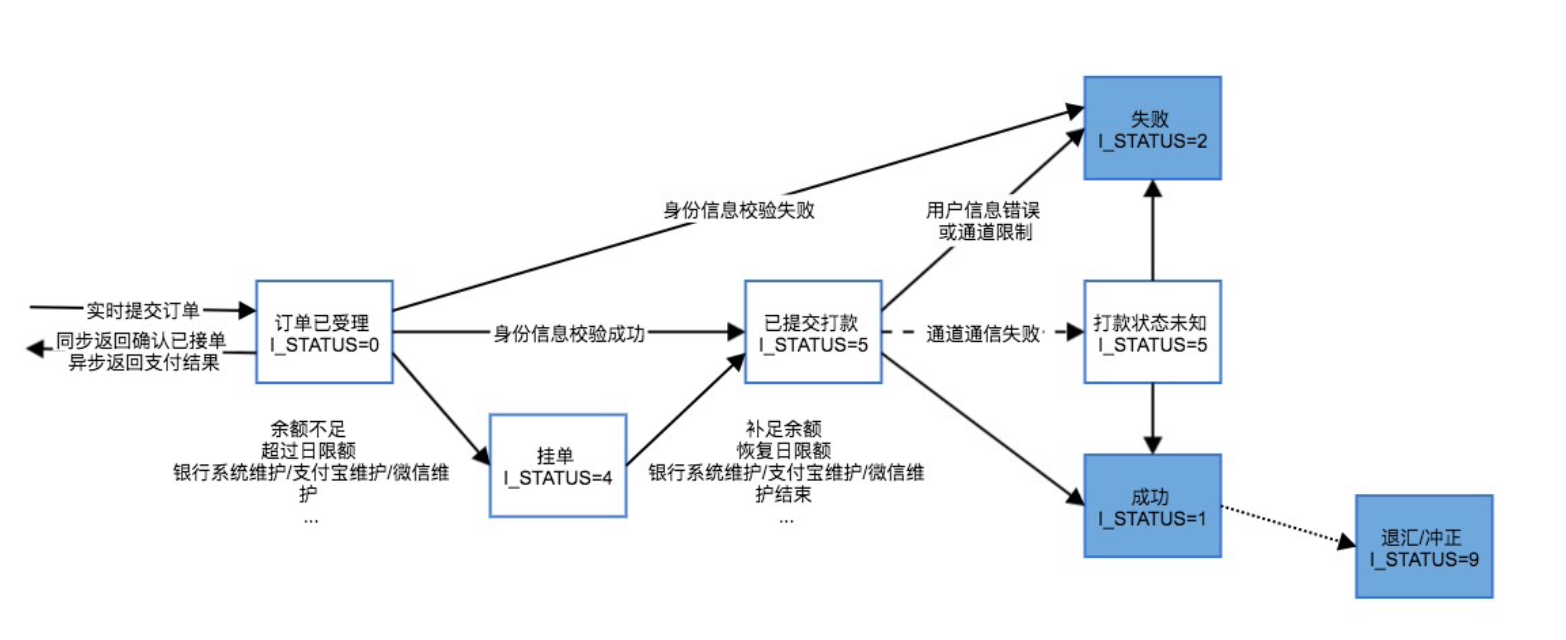 失败
I_STATUS=2
身份信息校验失败
用户信息错误
或通道限制
实时提交订单
同步返回确认已接单
异步返回支付结果
订单已受理
I_STATUS=0
身份信息校验成功
已提交打款
I_STATUS=5
通道通信失败
打款状态未知
I_STATUS=5
余额不足
超过日限额
银行系统维护/支付宝维护/微信维
护
...
挂单
I_STATUS=4
补足余额
恢复日限额
银行系统维护/支付宝维护/微信维
护结束
...
成功
I_STATUS=1
退汇/冲正
I_STATUS=9